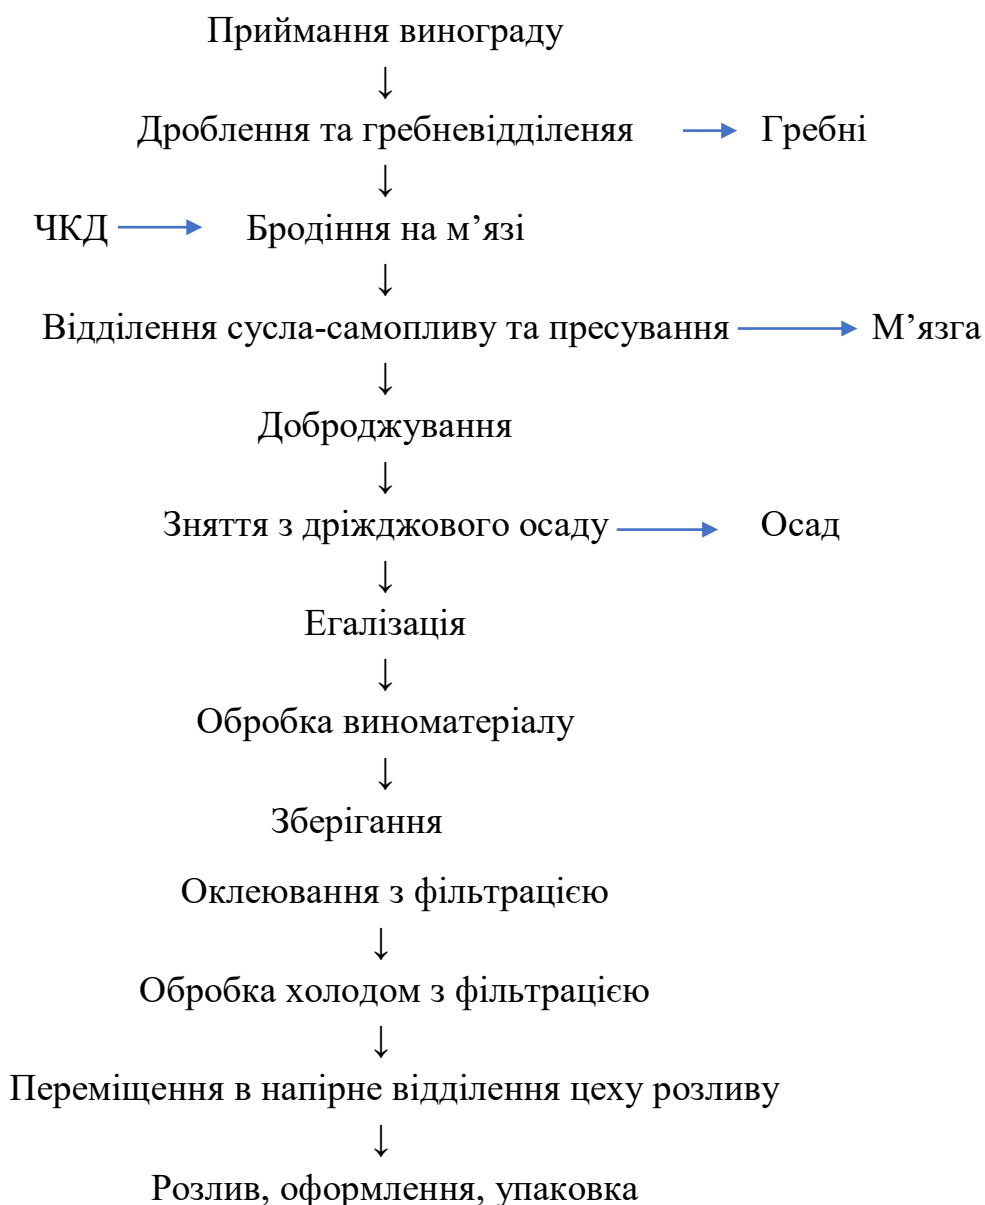 Приймання винограду
↓
Дроблення та гребневідділеняя → Гребні
↓
ЧКД → Бродіння на м’язі
↓
Відділення сусла-самопливу та пресування → М’язга
↓
Доброджування
↓
Зняття з дріжджового осаду → Осад
↓
Егалізація
↓
Обробка виноматеріалу
↓
Зберігання
Оклеювання з фільтрацією
↓
Обробка холодом з фільтрацією
↓
Переміщення в напірне відділення цеху розливу
↓
Розлив, оформлення, упаковка